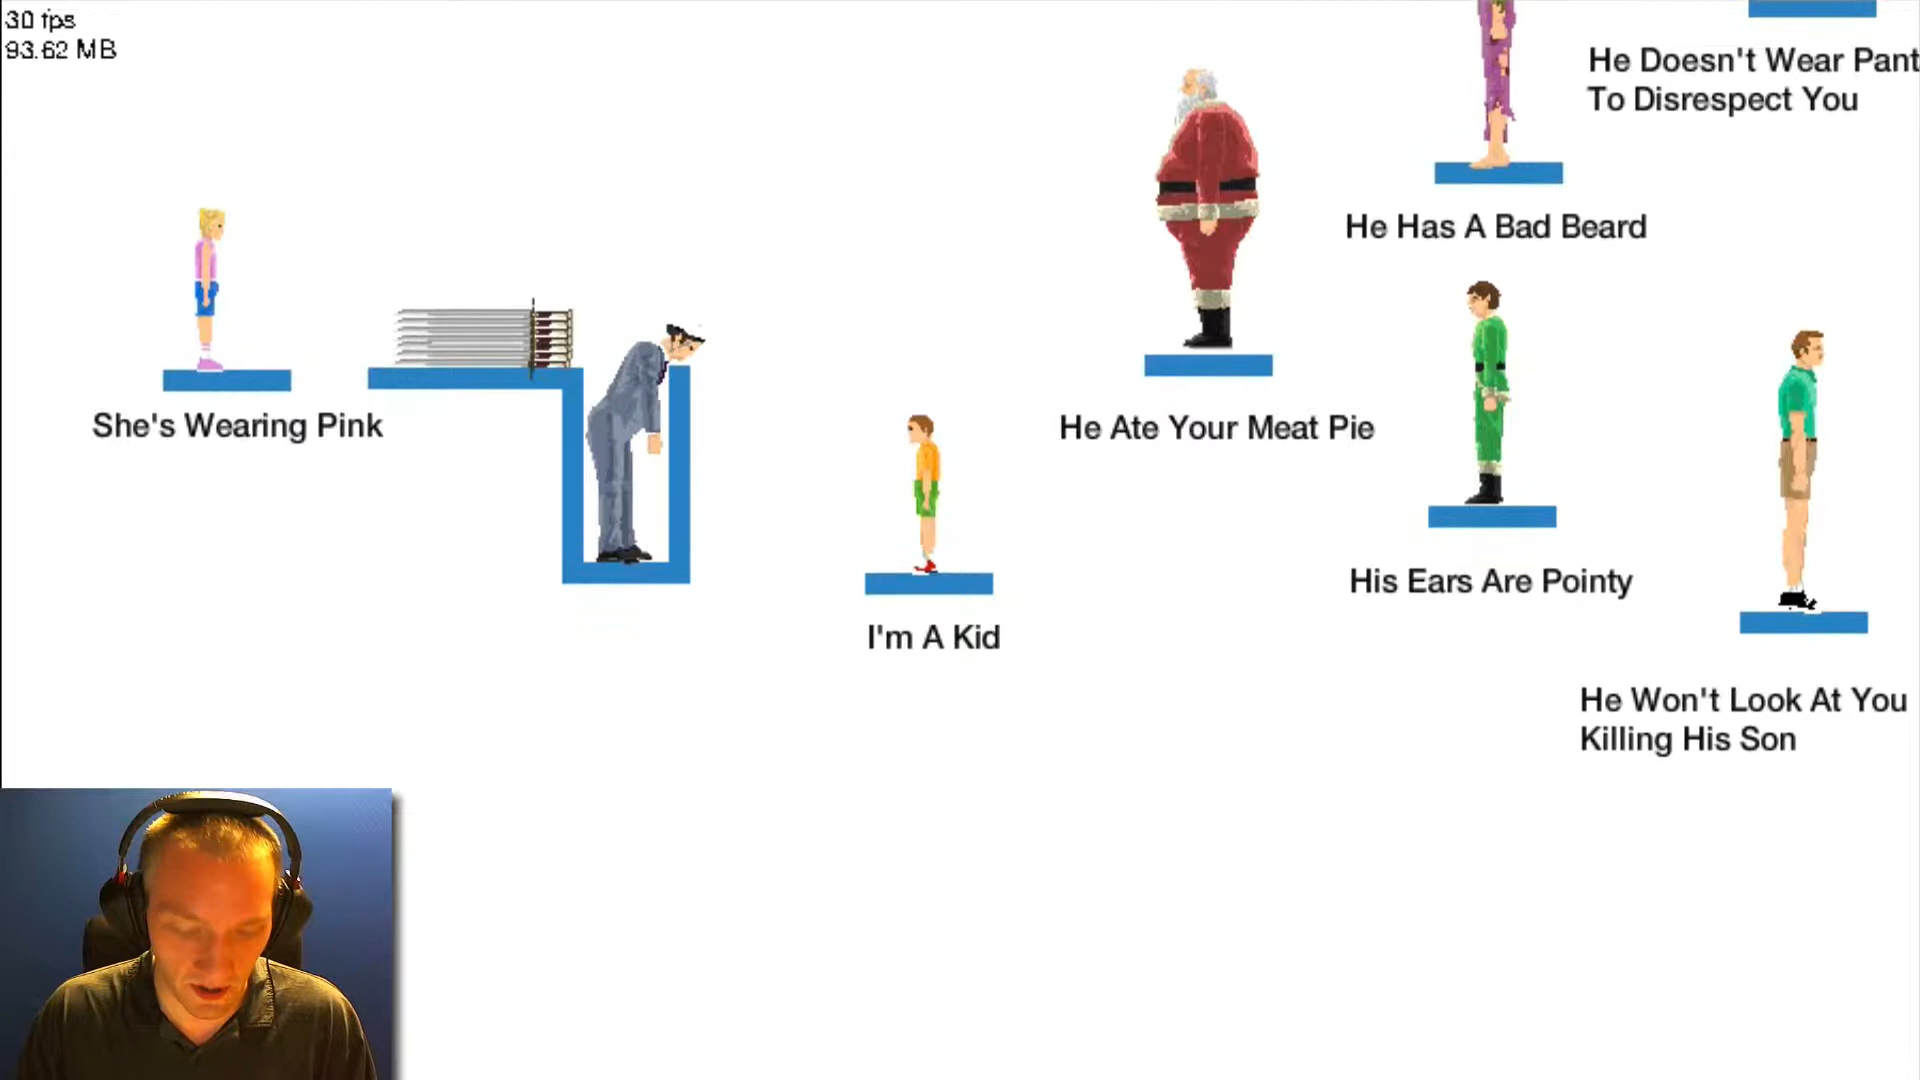 30 fps
93.62 MB
He Doesn't Wear Pant
To Disrespect You
He Has A Bad Beard
She's Wearing Pink
He Ate Your Meat Pie
His Ears Are Pointy
I'm A Kid
He Won't Look At You
Killing His Son